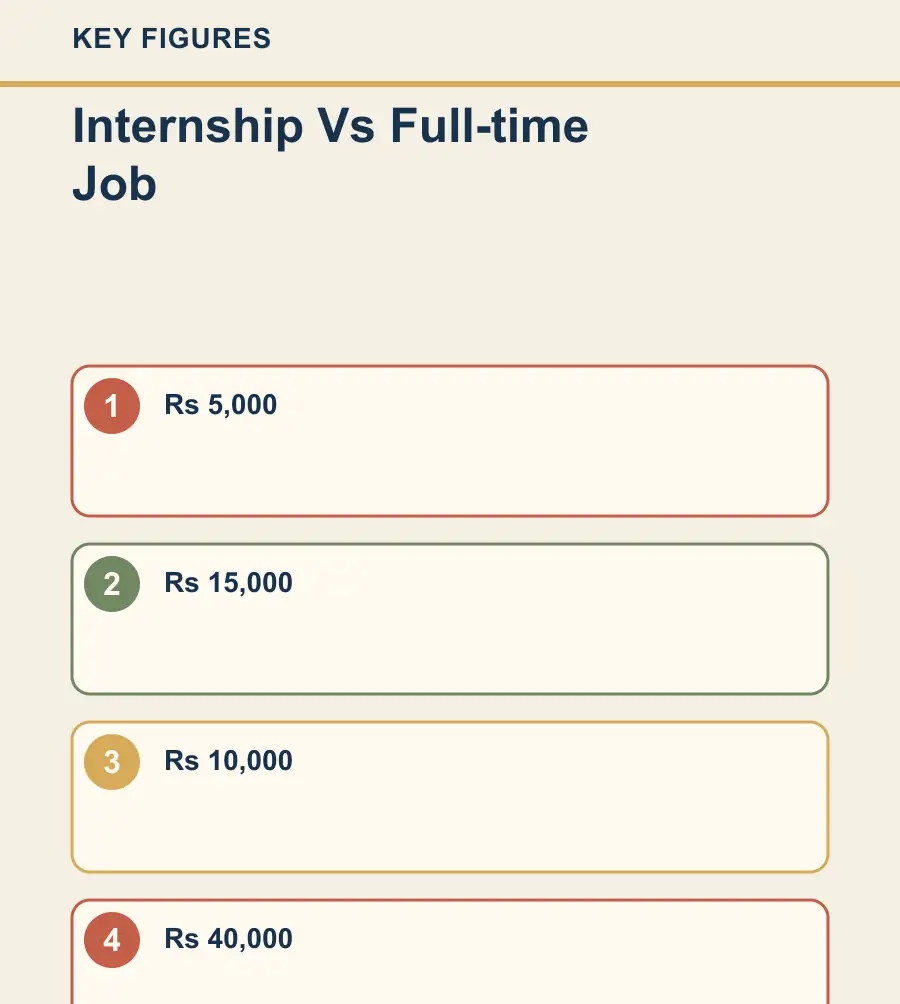 KEY FIGURES
Internship Vs Full-time
Job
1
Rs 5,000
2
Rs 15,000
3
Rs 10,000
4
Rs 40,000